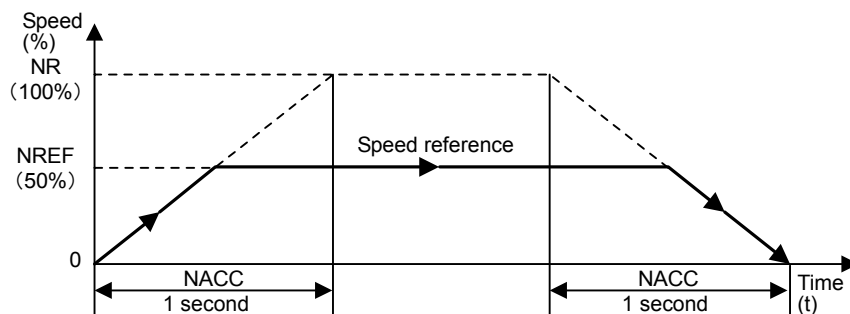 Speed
(%)
NR
（100%）
NREF
（50%）
Speed reference
0
NACC
1 second
NACC
1 second
Time
(t)